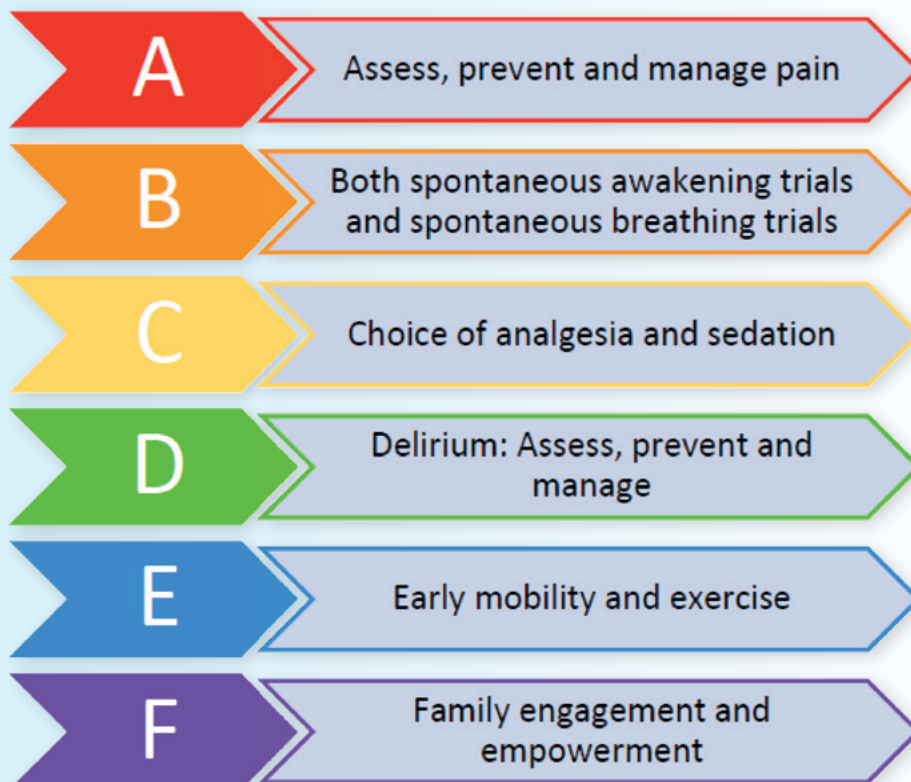 A
Assess, prevent and manage pain
B
Both spontaneous awakening trials
and spontaneous breathing trials
C
Choice of analgesia and sedation
D
Delirium: Assess, prevent and
manage
E
Early mobility and exercise
F
Family engagement and
empowerment